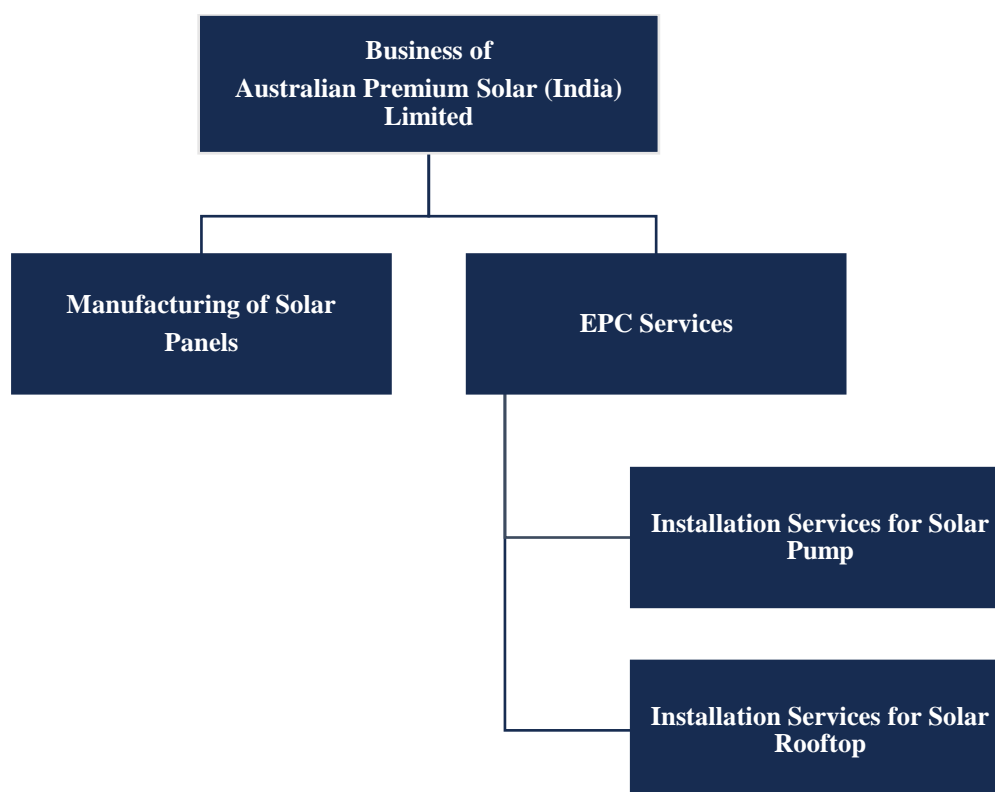 Business of
Australian Premium Solar (India)
Limited
Manufacturing of Solar
Panels
EPC Services
Installation Services for Solar
Pump
Installation Services for Solar
Rooftop